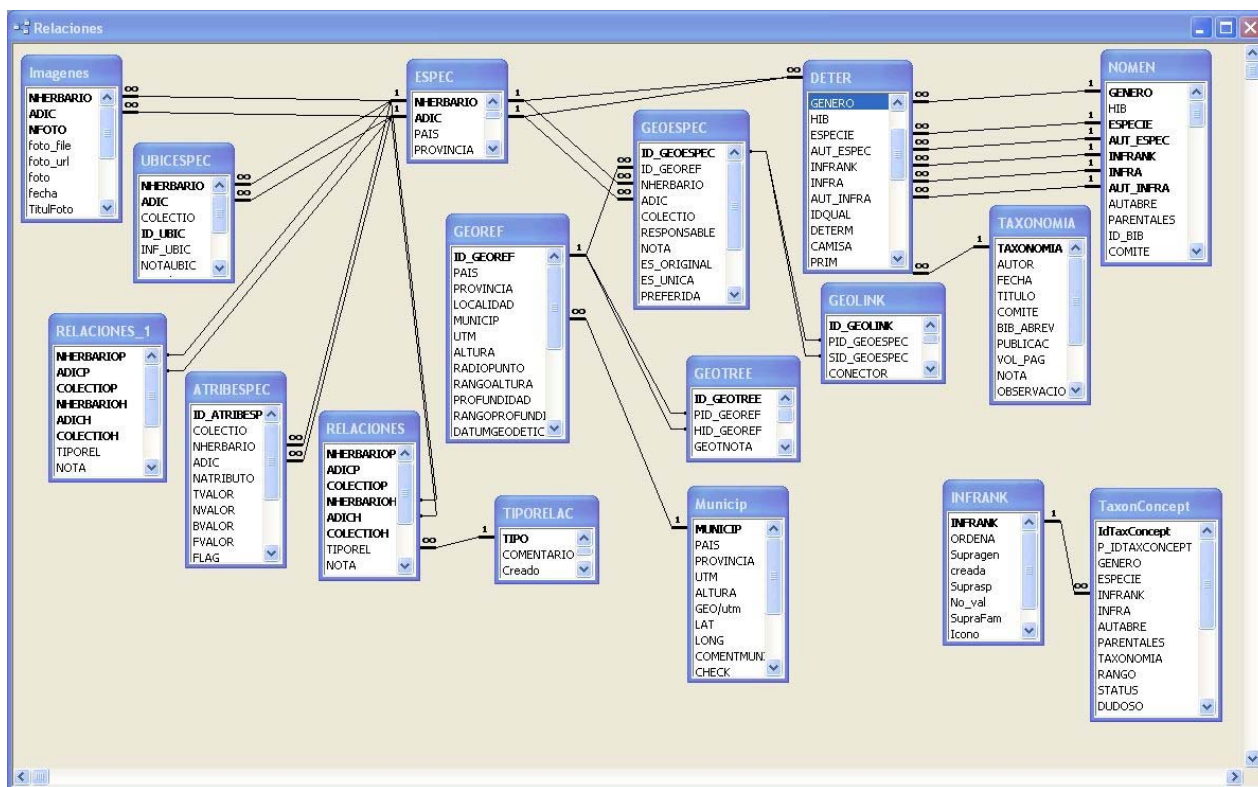 Relaciones
Imagenes
NHERBARIO
ADIC
NFOTO
foto_file
foto_url
foto
fecha
TitulFoto
UBICESPEC
NHERBARIO
ADIC
COLECTIO
ID_UBIC
INF_UBIC
NOTAUBIC
RELACIONES_1
NHERBARIOP
ADICP
COLECTIOP
NHERBARIOH
ADICH
COLECTIOH
TIPOREL
NOTA
ATRIBESPEC
ID_ATRIBESP
COLECTIO
NHERBARIO
ADIC
NATRIBUTO
TVALOR
NVALOR
BVALOR
FVALOR
FLAG
RELACIONES
NHERBARIOP
ADICP
COLECTIOP
NHERBARIOH
ADICH
COLECTIOH
TIPOREL
NOTA
ESPEC
NHERBARIO
ADIC
PAIS
PROVINCIA
GEOREF
ID_GEOREF
PAIS
PROVINCIA
LOCALIDAD
MUNICIP
UTM
ALTURA
RADIOPUNTO
RANGOALTURA
PROFUNDIDAD
RANGOPROFUNDI
DATUMGEODETIC
TIPORELAC
TIPO
COMENTARIO
Creado
GEOESPEC
ID_GEOESPEC
ID_GEOREF
NHERBARIO
ADIC
COLECTIO
RESPONSABLE
NOTA
ES_ORIGINAL
ES_UNICA
PREFERIDA
GEOTREE
ID_GEOTREE
PID_GEOREF
HID_GEOREF
GEOTNOTA
Municip
MUNICIP
PAIS
PROVINCIA
UTM
ALTURA
GEO/utm
LAT
LONG
COMENTMUNI
CHECK
DETER
GENERO
HIB
ESPECIE
AUT_ESPEC
INFRANK
INFRA
AUT_INFRA
IDQUAL
DETERM
CAMISA
PRIM
GEOLINK
ID_GEOLINK
PID_GEOESPEC
SID_GEOESPEC
CONECTOR
NOMEN
GENERO
HIB
ESPECIE
AUT_ESPEC
INFRANK
INFRA
AUT_INFRA
AUTABRE
PARENTALES
ID_BIB
COMITE
TAXONOMIA
TAXONOMIA
AUTOR
FECHA
TITULO
COMITE
BIB_ABREV
PUBLICAC
VOL_PAG
NOTA
OBSERVACIO
INFRANK
INFRANK
ORDENA
Supragen
creada
Suprasp
No_val
SupraFam
Icono
TaxonConcept
IdTaxConcept
P_IDTAXCONCEPT
GENERO
ESPECIE
INFRANK
INFRA
AUTABRE
PARENTALES
TAXONOMIA
RANGO
STATUS
DUDOSO